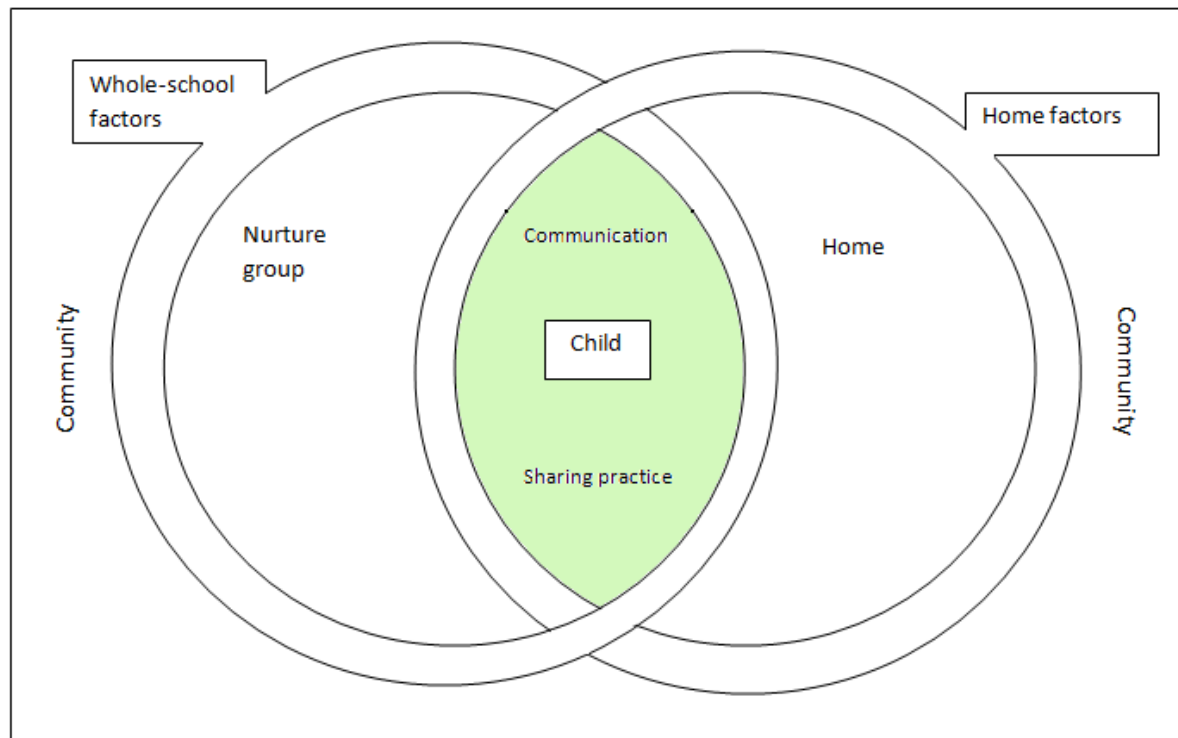 Whole-school
factors
Home factors
Nurture
group
Communication
Home
Child
Community
Community
Sharing practice